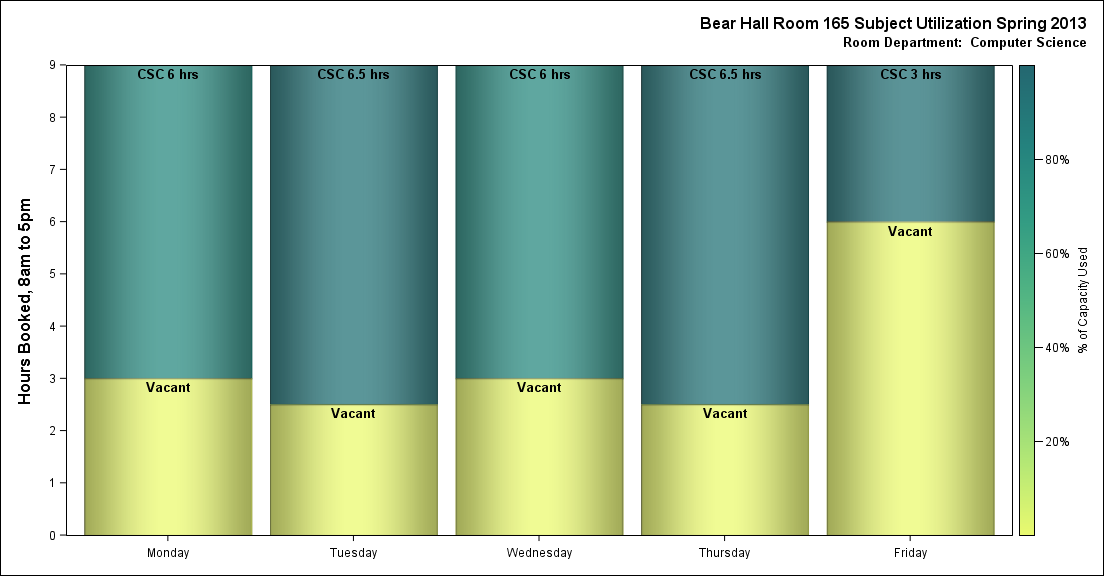 Bear Hall Room 165 Subject Utilization Spring 2013
Room Department:  Computer Science
Hours Booked, 8am to 5pm
9
8
7
6
5
4
3
2
1
0
CSC 6 hrs
CSC 6.5 hrs
CSC 6 hrs
CSC 6.5 hrs
CSC 3 hrs
Vacant
Vacant
Vacant
Vacant
Vacant
Monday
Tuesday
Wednesday
Thursday
Friday
80%
60%
40%
20%
% of Capacity Used